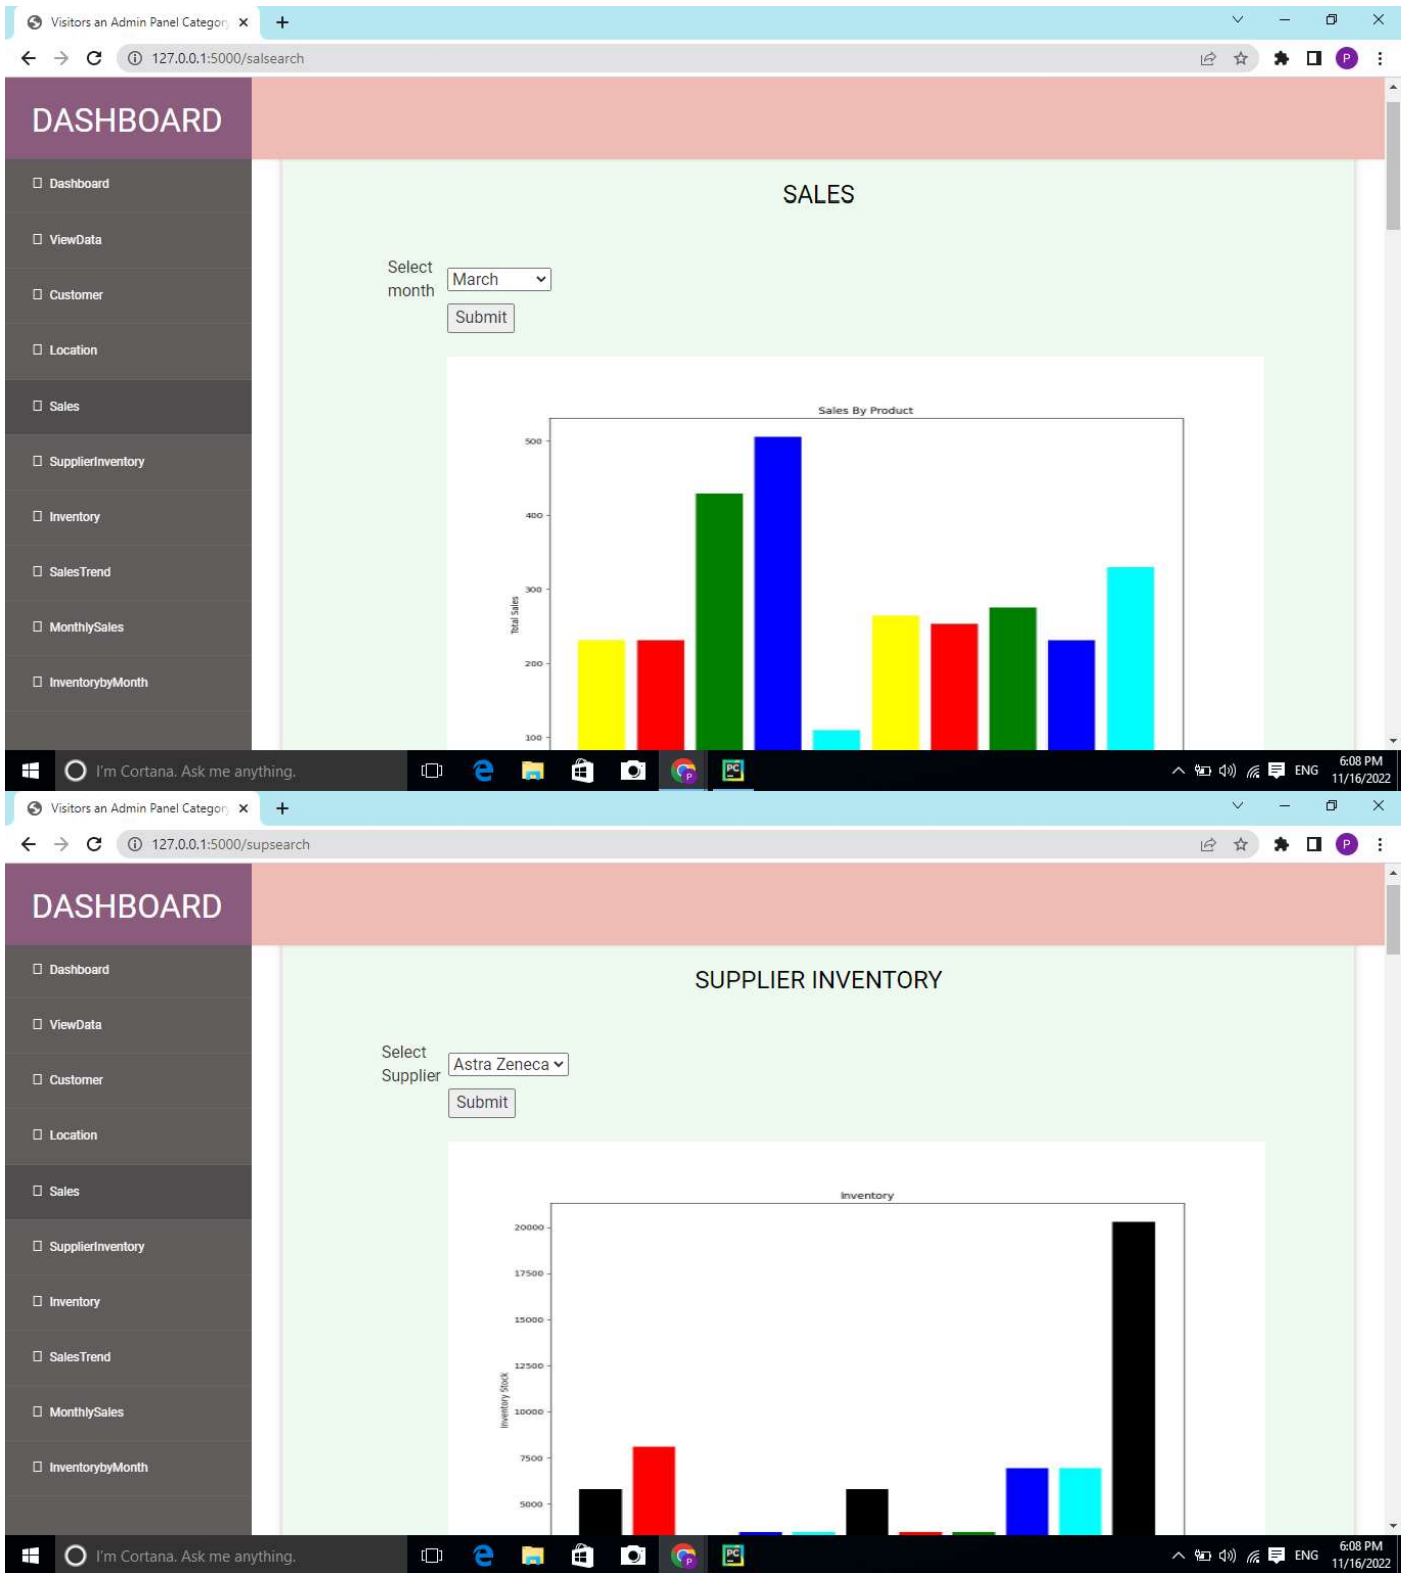 Visitors an Admin Panel Categor
127.0.0.1:5000/salsearch
P
DASHBOARD
Dashboard
ViewData
Customer
Location
Sales
SupplierInventory
Inventory
SalesTrend
MonthlySales
InventorybyMonth
SALES
Select
month
March
Submit
Sales By Product
Total Sales
500
400
300
200
100
I'm Cortana. Ask me anything.
PC
ENG
6:08 PM
11/16/2022
Visitors an Admin Panel Categor
127.0.0.1:5000/supsearch
P
DASHBOARD
Dashboard
ViewData
Customer
Location
Sales
SupplierInventory
Inventory
SalesTrend
MonthlySales
InventorybyMonth
SUPPLIER INVENTORY
Select
Supplier
Astra Zeneca
Submit
Inventory
Inventory Stock
20000
17500
15000
12500
10000
7500
5000
I'm Cortana. Ask me anything.
PC
ENG
6:08 PM
11/16/2022